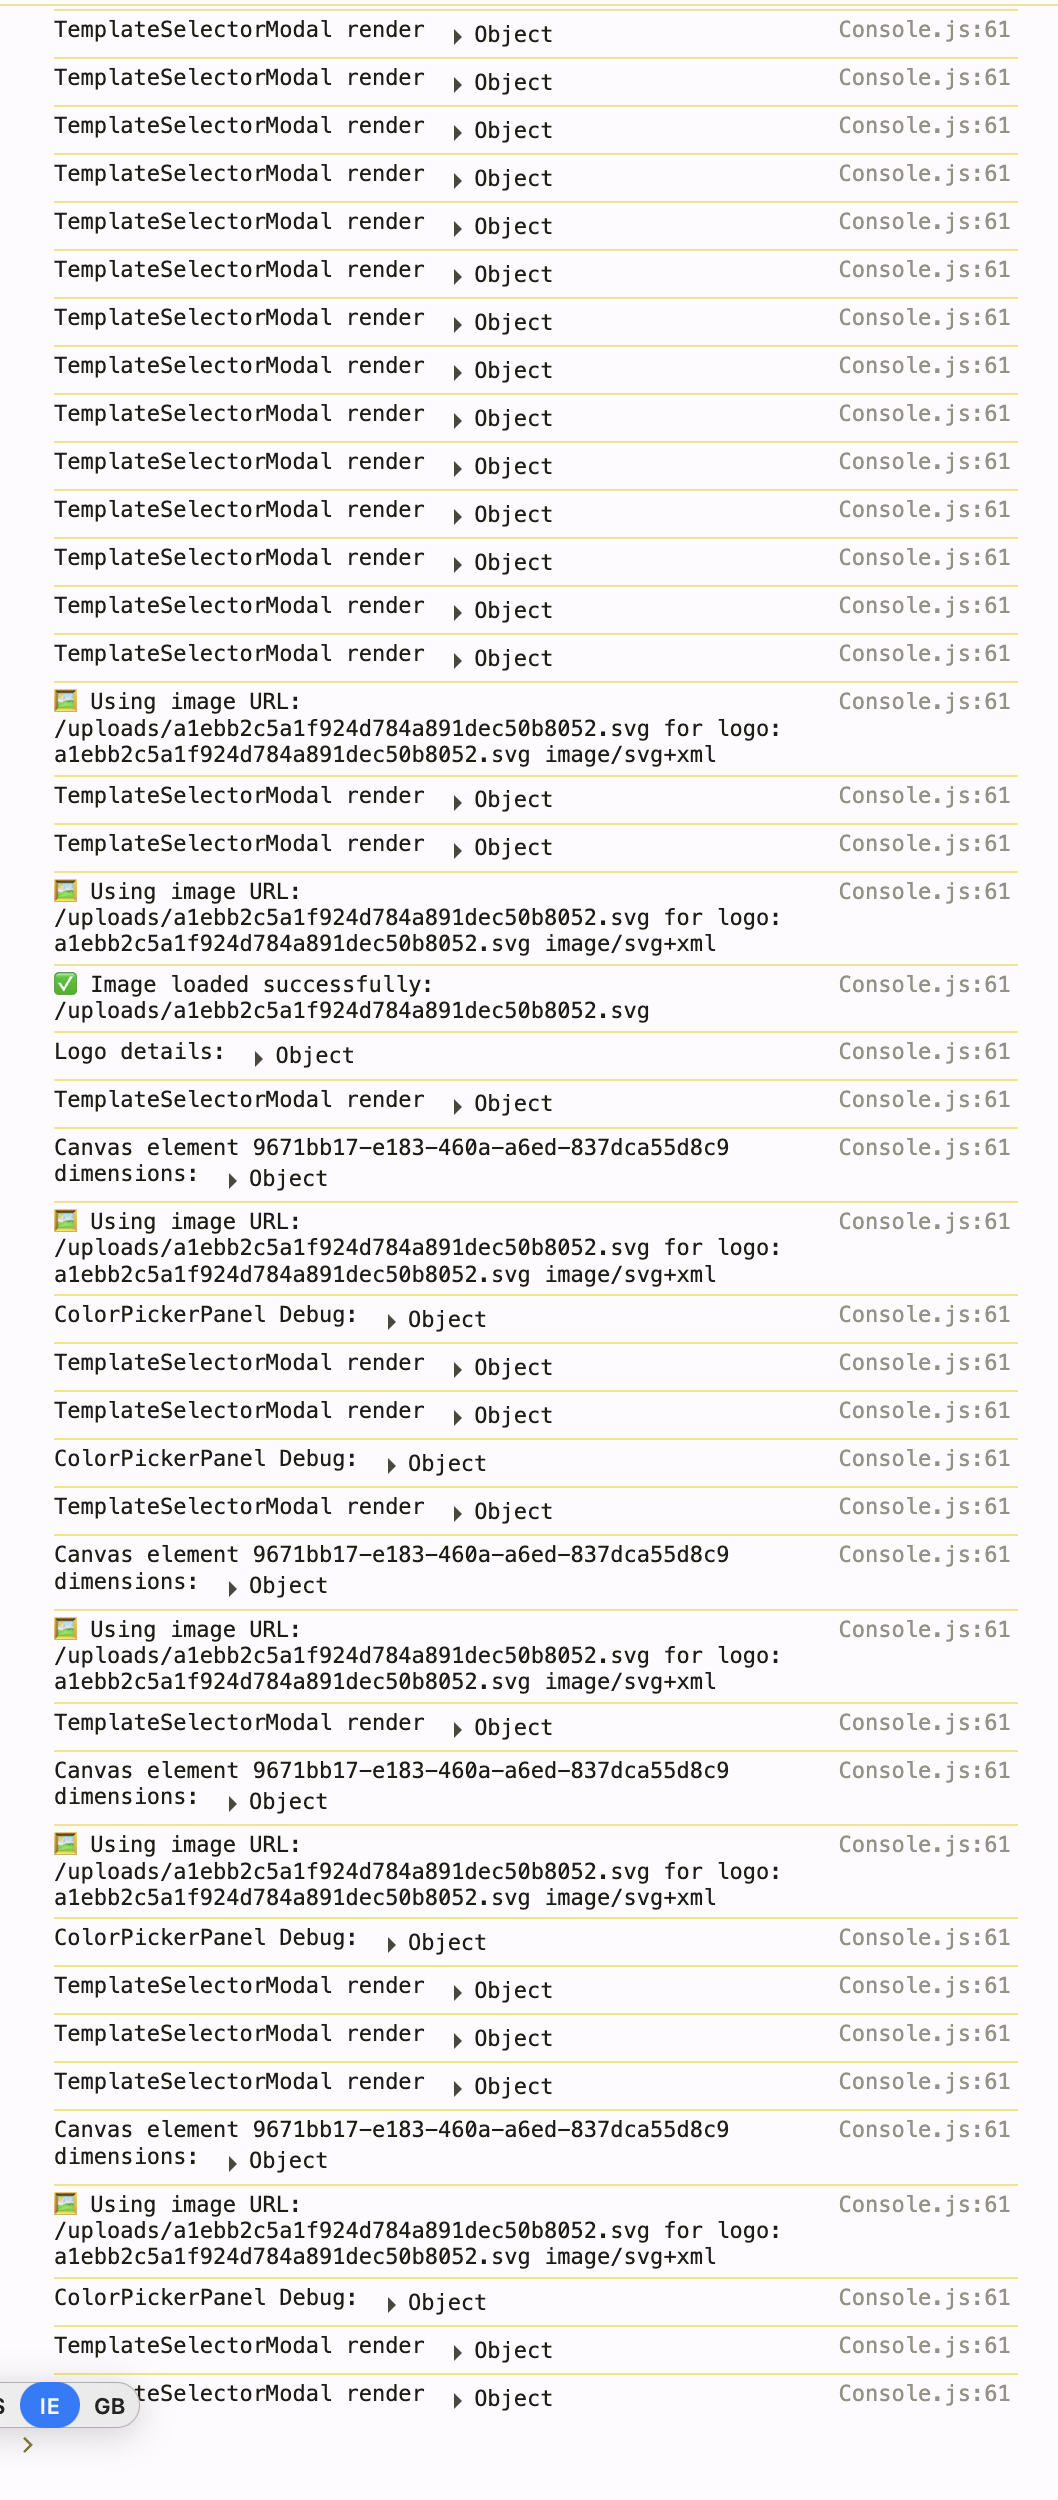 TemplateSelectorModal render Object Console.js:61
TemplateSelectorModal render Object Console.js:61
TemplateSelectorModal render Object Console.js:61
TemplateSelectorModal render Object Console.js:61
TemplateSelectorModal render Object Console.js:61
TemplateSelectorModal render Object Console.js:61
TemplateSelectorModal render Object Console.js:61
TemplateSelectorModal render Object Console.js:61
TemplateSelectorModal render Object Console.js:61
TemplateSelectorModal render Object Console.js:61
TemplateSelectorModal render Object Console.js:61
TemplateSelectorModal render Object Console.js:61
TemplateSelectorModal render Object Console.js:61
TemplateSelectorModal render Object Console.js:61
🖼️ Using image URL: Console.js:61
/uploads/a1ebb2c5a1f924d784a891dec50b8052.svg for logo:
a1ebb2c5a1f924d784a891dec50b8052.svg image/svg+xml
TemplateSelectorModal render Object Console.js:61
TemplateSelectorModal render Object Console.js:61
🖼️ Using image URL: Console.js:61
/uploads/a1ebb2c5a1f924d784a891dec50b8052.svg for logo:
a1ebb2c5a1f924d784a891dec50b8052.svg image/svg+xml
✅ Image loaded successfully: Console.js:61
/uploads/a1ebb2c5a1f924d784a891dec50b8052.svg
Logo details: Object Console.js:61
TemplateSelectorModal render Object Console.js:61
Canvas element 9671bb17-e183-460a-a6ed-837dca55d8c9 Console.js:61
dimensions: Object
🖼️ Using image URL: Console.js:61
/uploads/a1ebb2c5a1f924d784a891dec50b8052.svg for logo:
a1ebb2c5a1f924d784a891dec50b8052.svg image/svg+xml
ColorPickerPanel Debug: Object Console.js:61
TemplateSelectorModal render Object Console.js:61
TemplateSelectorModal render Object Console.js:61
ColorPickerPanel Debug: Object Console.js:61
TemplateSelectorModal render Object Console.js:61
Canvas element 9671bb17-e183-460a-a6ed-837dca55d8c9 Console.js:61
dimensions: Object
🖼️ Using image URL: Console.js:61
/uploads/a1ebb2c5a1f924d784a891dec50b8052.svg for logo:
a1ebb2c5a1f924d784a891dec50b8052.svg image/svg+xml
TemplateSelectorModal render Object Console.js:61
Canvas element 9671bb17-e183-460a-a6ed-837dca55d8c9 Console.js:61
dimensions: Object
🖼️ Using image URL: Console.js:61
/uploads/a1ebb2c5a1f924d784a891dec50b8052.svg for logo:
a1ebb2c5a1f924d784a891dec50b8052.svg image/svg+xml
ColorPickerPanel Debug: Object Console.js:61
TemplateSelectorModal render Object Console.js:61
TemplateSelectorModal render Object Console.js:61
TemplateSelectorModal render Object Console.js:61
Canvas element 9671bb17-e183-460a-a6ed-837dca55d8c9 Console.js:61
dimensions: Object
🖼️ Using image URL: Console.js:61
/uploads/a1ebb2c5a1f924d784a891dec50b8052.svg for logo:
a1ebb2c5a1f924d784a891dec50b8052.svg image/svg+xml
ColorPickerPanel Debug: Object Console.js:61
TemplateSelectorModal render Object Console.js:61
teSelectorModal render Object Console.js:61
IE GB